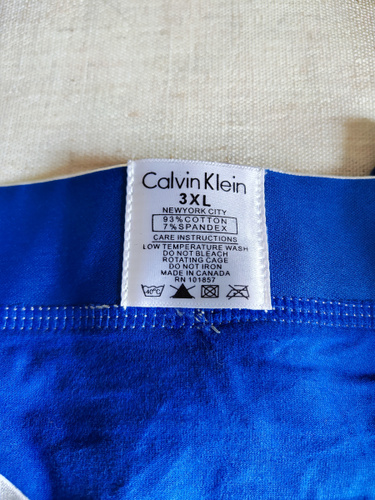 Calvin Klein
3XL
NEWYORK CITY
93%COTTON
7%SPANDEX
CARE INSTRUCTIONS
LOW TEMPERATURE WASH
DO NOT BLEACH
ROTATING CAGE
DO NOT IRON
MADE IN CANADA
RN 101857
40°C